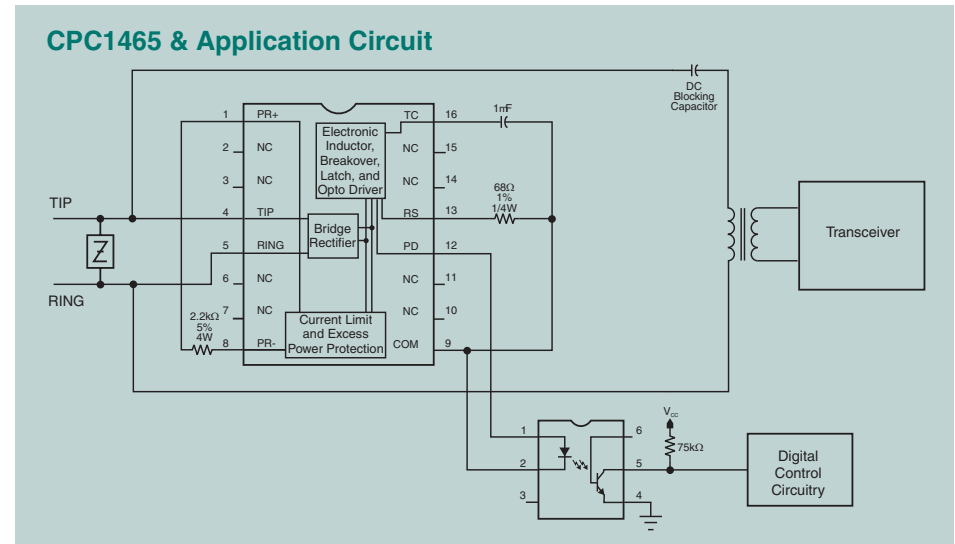 CPC1465 & Application Circuit
DC
Blocking
Capacitor
1mF
1 PR+
2 NC
3 NC
4 TIP
5 RING
6 NC
7 NC
8 PR-
TC 16
NC 15
NC 14
RS 13
PD 12
NC 11
NC 10
COM 9
Electronic
Inductor,
Breakover,
Latch, and
Opto Driver
Bridge
Rectifier
Current Limit
and Excess
Power Protection
TIP
Z
RING
2.2kΩ
5%
4W
68Ω
1%
1/4W
Transceiver
1
2
3
6
5
4
Vcc
75kΩ
Digital
Control
Circuitry